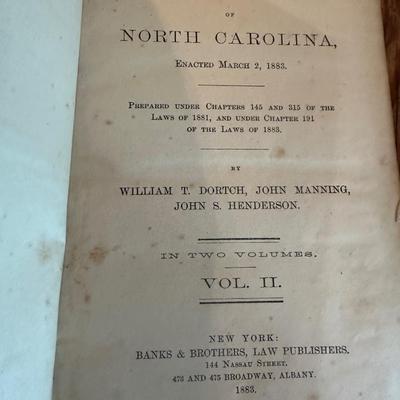 OF
NORTH CAROLINA,
ENACTED MARCH 2, 1883.
PREPARED UNDER CHAPTERS 145 AND 315 OF THE
LAWS OF 1881, AND UNDER CHAPTER 191
OF THE LAWS OF 1883.
BY
WILLIAM T. DORTCH, JOHN MANNING,
JOHN S. HENDERSON.
IN TWO VOLUMES.
VOL. II.
NEW YORK:
BANKS & BROTHERS, LAW PUBLISHERS.
144 NASSAU STREET,
473 AND 475 BROADWAY, ALBANY.
1883.